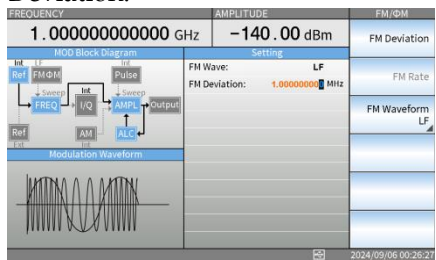 Deviation.
FREQUENCY AMPLITUDE FM/ΦM
1.000000000000 GHz −140.00 dBm
FM Deviation
MOD Block Diagram
Setting
Int LF Int
Ref FMΦM Pulse
Sweep Int Sweep
FREQ I/Q AMPL Output
Int
Ref AM ALC
Ext
FM Wave: LF
FM Deviation: 1.000000000 MHz
FM Rate
FM Waveform
LF
Modulation Waveform
2024/09/06 00:26:27